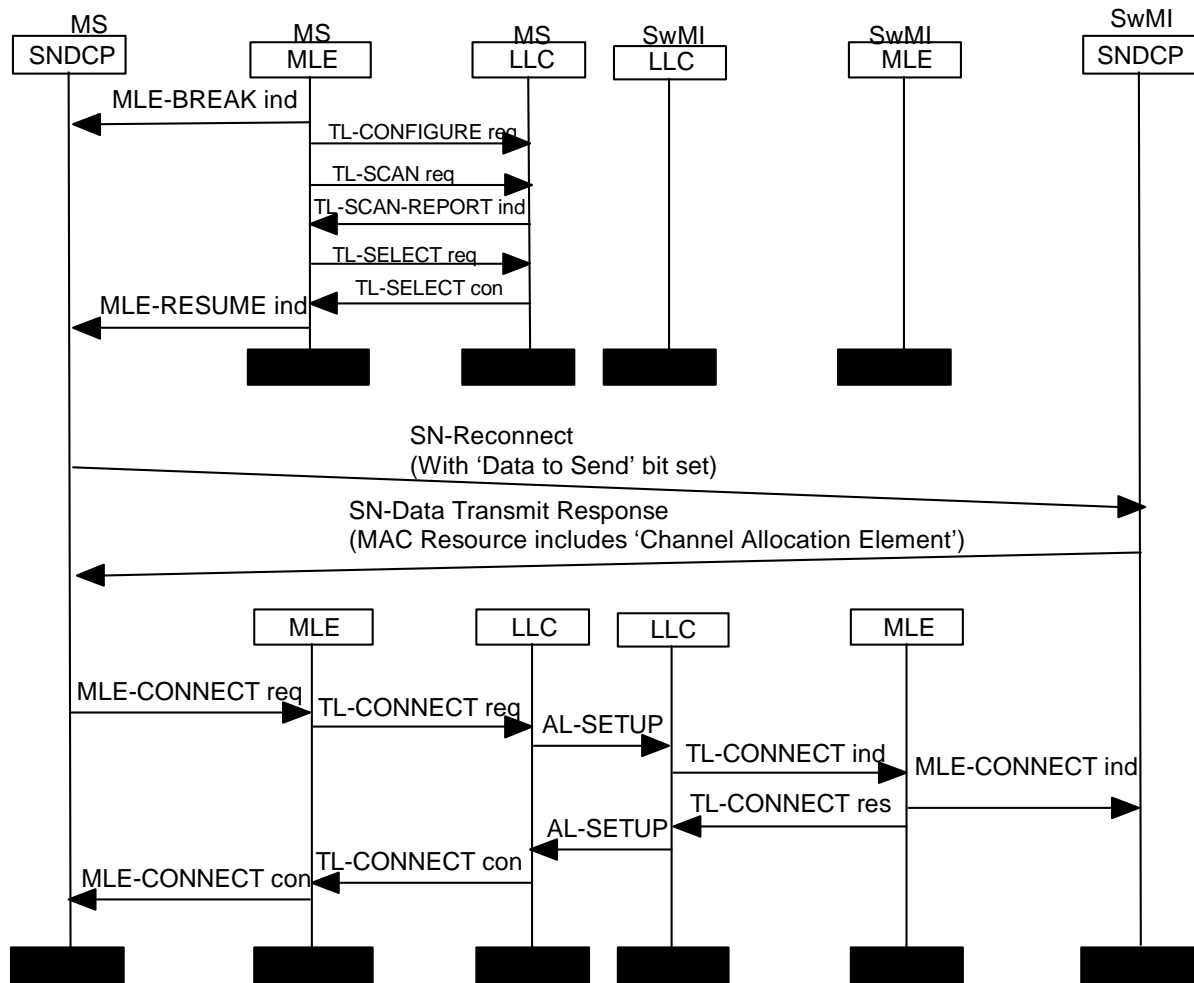 MS
MS
MS
SwMI
SwMI
SwMI
SNDCP
MLE
LLC
LLC
MLE
SNDCP
MLE-BREAK ind
TL-CONFIGURE req
TL-SCAN req
TL-SCAN-REPORT ind
TL-SELECT req
TL-SELECT con
MLE-RESUME ind
SN-Reconnect
(With ‘Data to Send’ bit set)
SN-Data Transmit Response
(MAC Resource includes ‘Channel Allocation Element’)
MLE
LLC
LLC
MLE
MLE-CONNECT req
TL-CONNECT req
AL-SETUP
TL-CONNECT ind
MLE-CONNECT ind
TL-CONNECT res
AL-SETUP
TL-CONNECT con
MLE-CONNECT con